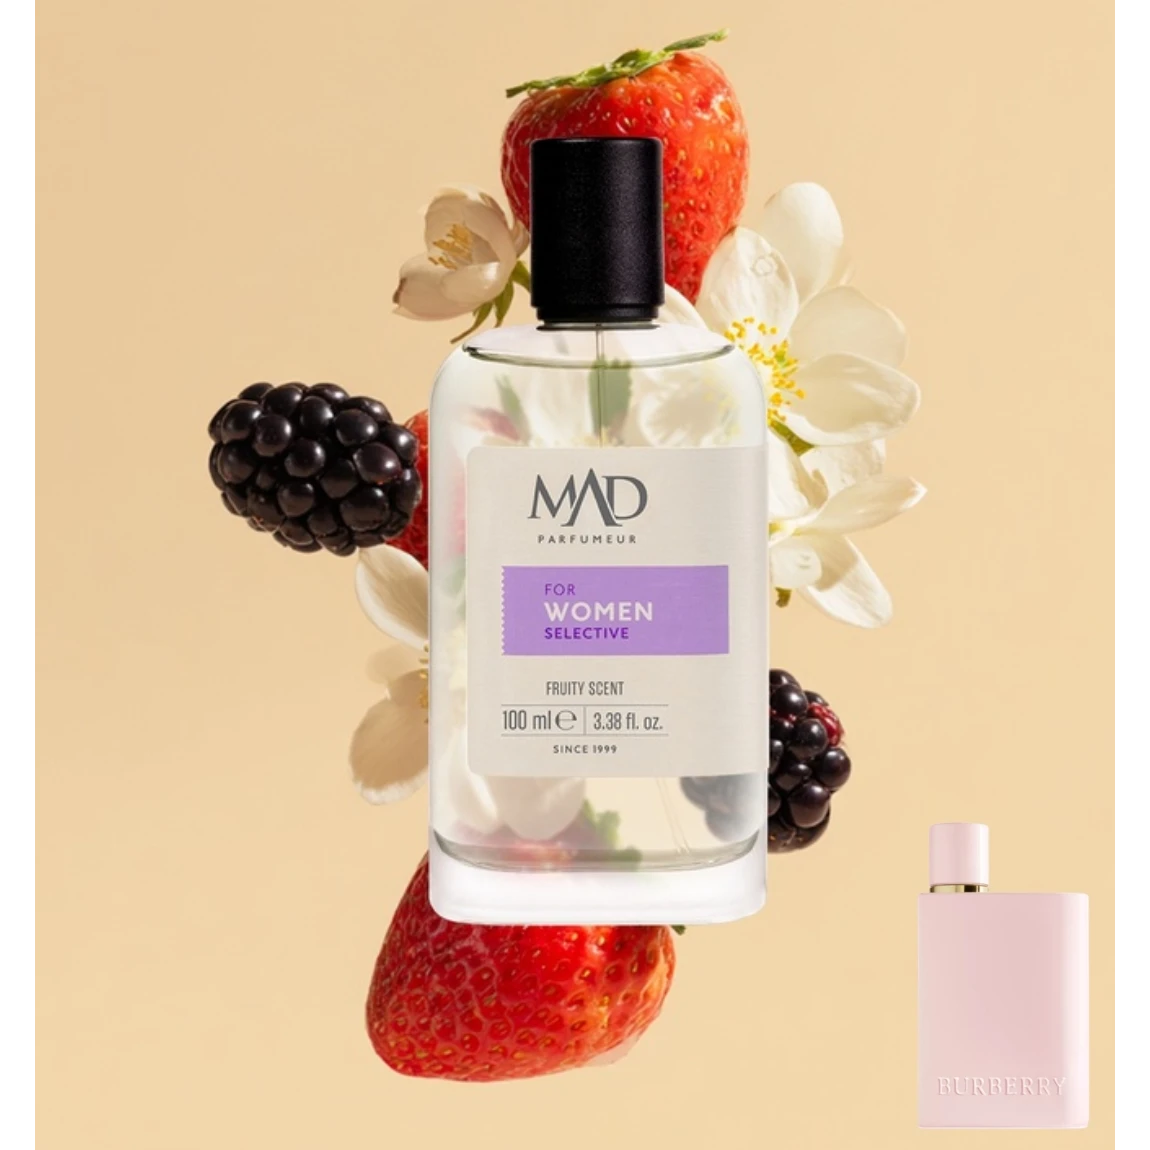 MAD
PARFUMEUR
FOR
WOMEN
SELECTIVE
FRUITY SCENT
100 ml ℮ 3.38 fl. oz.
SINCE 1999
BURBERRY